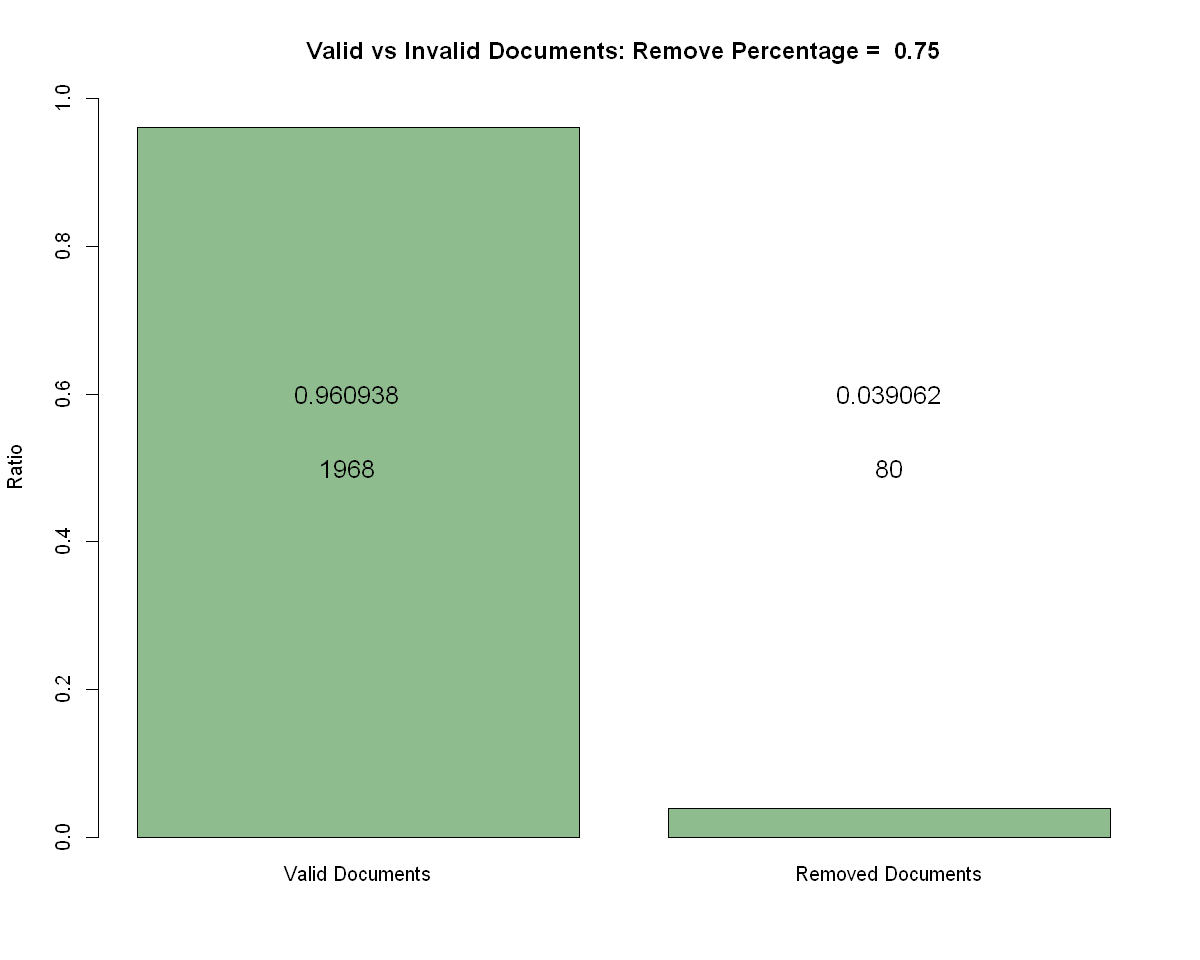 Valid vs Invalid Documents: Remove Percentage =  0.75
1.0
0.8
0.6
0.4
0.2
0.0
Ratio
0.960938
0.039062
1968
80
Valid Documents
Removed Documents